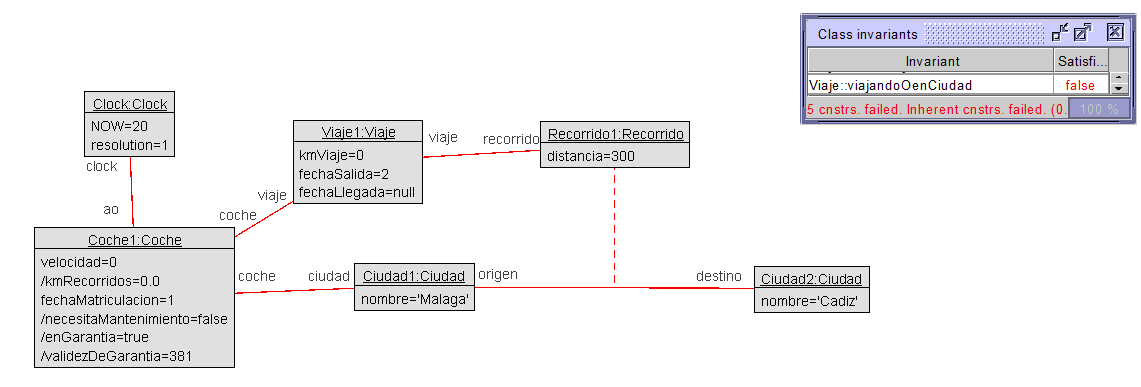 Class invariants
Invariant Satisfi...
Viaje::viajandoOenCiudad false
5 cnstrs. failed. Inherent cnstrs. failed. (0. 100 %
Clock:Clock
NOW=20
resolution=1
clock
ao
Viaje1:Viaje
kmViaje=0
fechaSalida=2
fechaLlegada=null
viaje
recorrido
Recorrido1:Recorrido
distancia=300
viaje
coche
Coche1:Coche
velocidad=0
/kmRecorridos=0.0
fechaMatriculacion=1
/necesitaMantenimiento=false
/enGarantia=true
/validezDeGarantia=381
coche
ciudad
Ciudad1:Ciudad
nombre='Malaga'
origen
destino
Ciudad2:Ciudad
nombre='Cadiz'